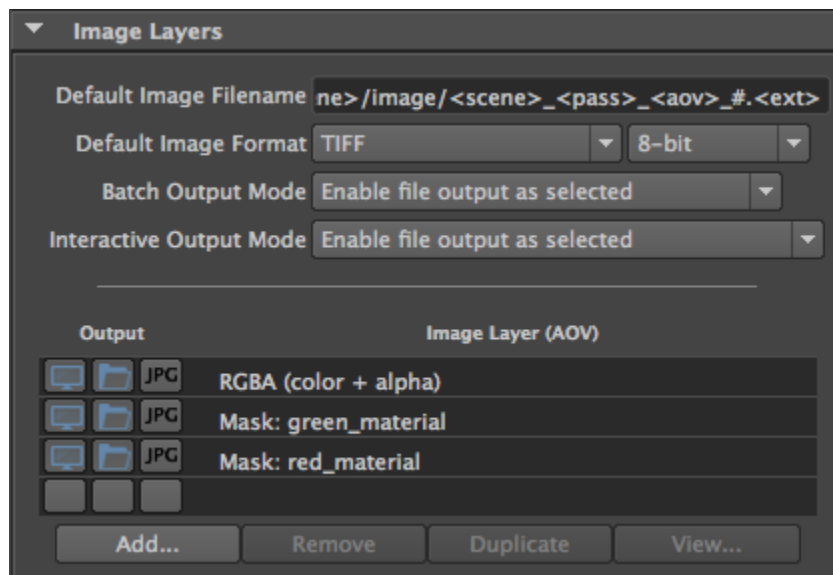 Image Layers
Default Image Filename ne>/image/<scene>_<pass>_<aov>_#.<ext>
Default Image Format TIFF 8-bit
Batch Output Mode Enable file output as selected
Interactive Output Mode Enable file output as selected
Output Image Layer (AOV)
JPG RGBA (color + alpha)
JPG Mask: green_material
JPG Mask: red_material
Add... Remove Duplicate View...